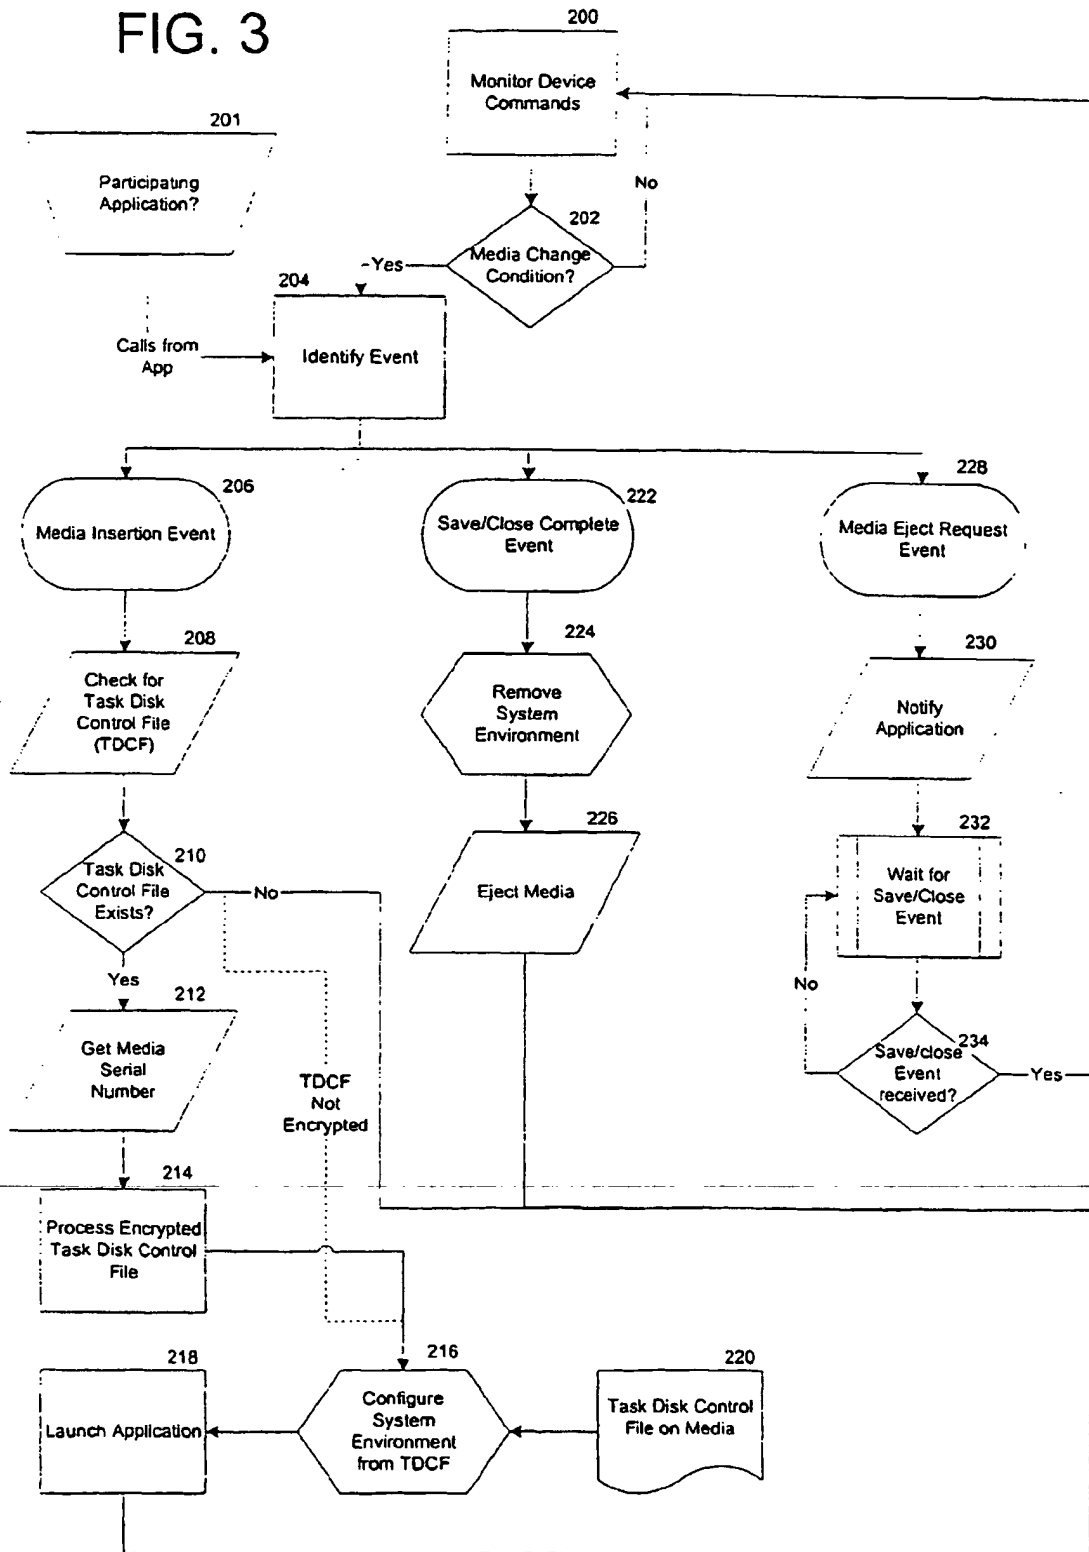 FIG. 3
200
Monitor Device
Commands
201
Participating
Application?
No
202
Media Change
Condition?
Yes
204
Identify Event
Calls from
App
206
Media Insertion Event
222
Save/Close Complete
Event
228
Media Eject Request
Event
208
Check for
Task Disk
Control File
(TDCF)
224
Remove
System
Environment
230
Notify
Application
210
Task Disk
Control File
Exists?
No
Yes
226
Eject Media
232
Wait for
Save/Close
Event
No
212
Get Media
Serial
Number
234
Save/close
Event
received?
Yes
TDCF
Not
Encrypted
214
Process Encrypted
Task Disk Control
File
218
Launch Application
216
Configure
System
Environment
from TDCF
220
Task Disk Control
File on Media